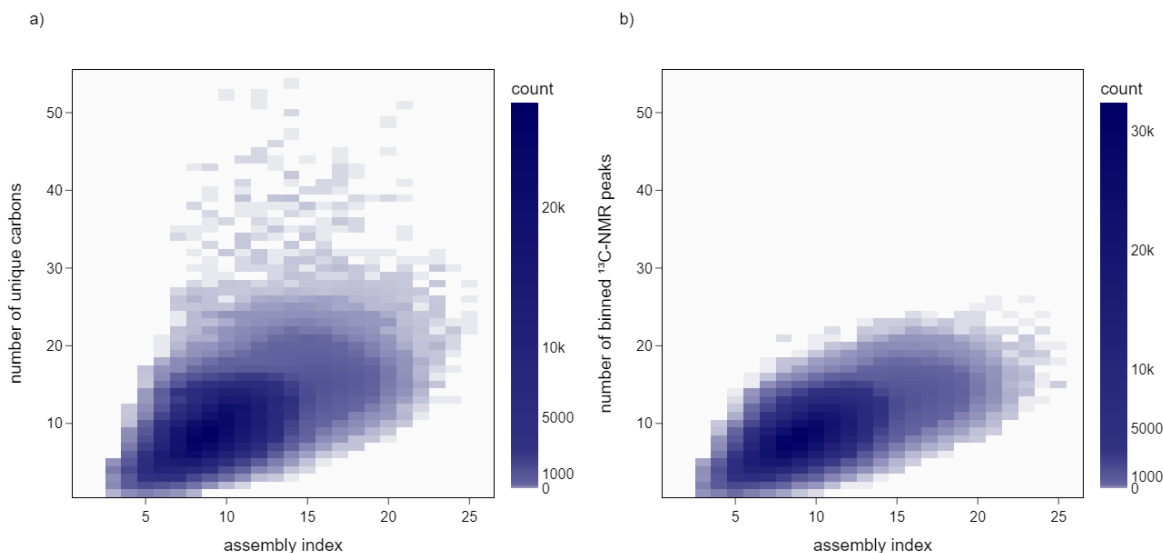 a)
count
number of unique carbons
50
40
30
20
10
20k
10k
5000
1000
0
5
10
15
20
25
assembly index
b)
count
number of binned ¹³C-NMR peaks
50
40
30
20
10
30k
20k
10k
5000
1000
0
5
10
15
20
25
assembly index